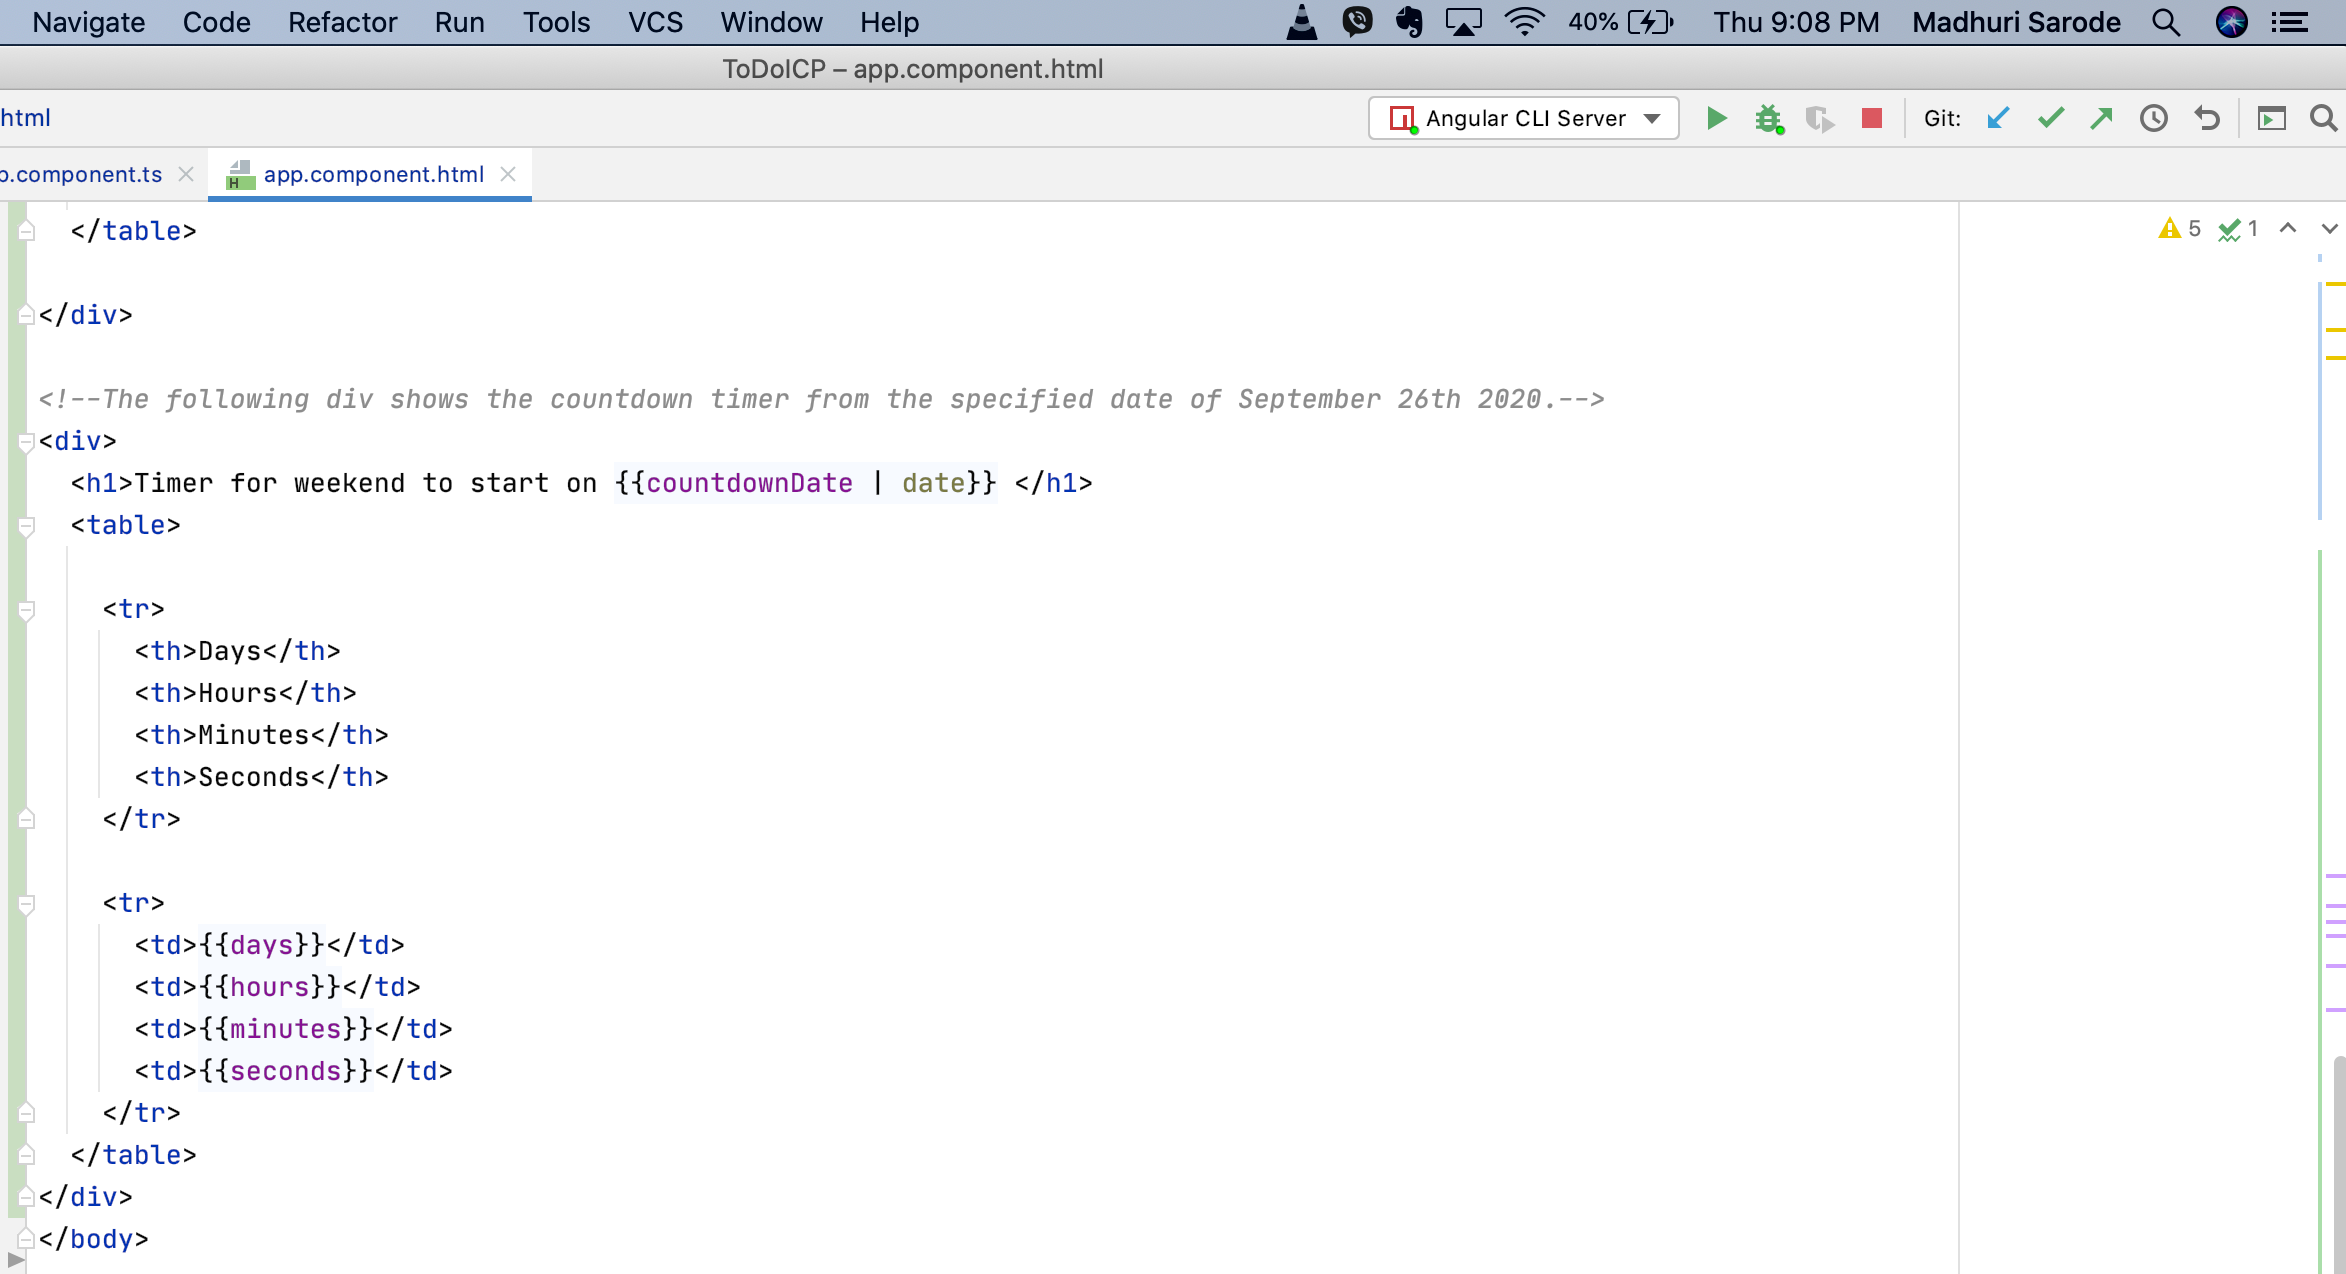 Navigate Code Refactor Run Tools VCS Window Help 40% Thu 9:08 PM Madhuri Sarode
ToDoICP – app.component.html
html Angular CLI Server Git:
p.component.ts app.component.html
</table> 5 1
</div>
<!--The following div shows the countdown timer from the specified date of September 26th 2020.-->
<div>
<h1>Timer for weekend to start on {{countdownDate | date}} </h1>
<table>
<tr>
<th>Days</th>
<th>Hours</th>
<th>Minutes</th>
<th>Seconds</th>
</tr>
<tr>
<td>{{days}}</td>
<td>{{hours}}</td>
<td>{{minutes}}</td>
<td>{{seconds}}</td>
</tr>
</table>
</div>
</body>